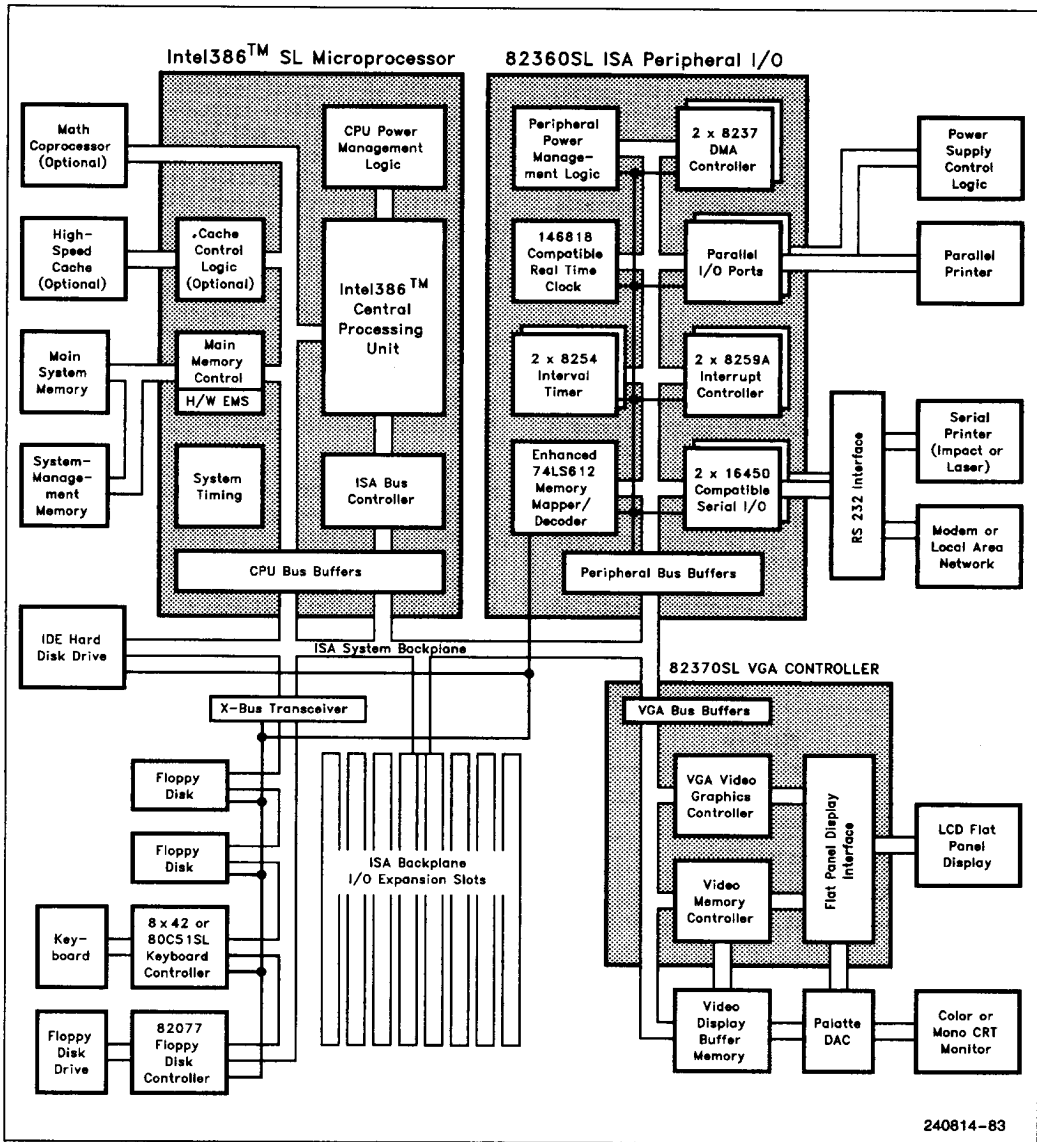 Intel386™ SL Microprocessor
82360SL ISA Peripheral I/O
Math
Coprocessor
(Optional)
CPU Power
Management
Logic
Peripheral
Power
Manage-
ment Logic
2 x 8237
DMA
Controller
Power
Supply
Control
Logic
High-
Speed
Cache
(Optional)
.Cache
Control
Logic
(Optional)
Intel386™
Central
Processing
Unit
146818
Compatible
Real Time
Clock
Parallel
I/O Ports
Parallel
Printer
Main
System
Memory
Main
Memory
Control
H/W EMS
2 x 8254
Interval
Timer
2 x 8259A
Interrupt
Controller
RS 232 Interface
Serial
Printer
(Impact or
Laser)
System-
Manage-
ment
Memory
System
Timing
ISA Bus
Controller
Enhanced
74LS612
Memory
Mapper/
Decoder
2 x 16450
Compatible
Serial I/O
Modem or
Local Area
Network
CPU Bus Buffers
Peripheral Bus Buffers
IDE Hard
Disk Drive
ISA System Backplane
82370SL VGA CONTROLLER
X-Bus Transceiver
VGA Bus Buffers
Floppy
Disk
VGA Video
Graphics
Controller
Flat Panel Display
Interface
LCD Flat
Panel
Display
Floppy
Disk
ISA Backplane
I/O Expansion Slots
Video
Memory
Controller
Key-
board
8 x 42 or
80C51SL
Keyboard
Controller
Floppy
Disk
Drive
82077
Floppy
Disk
Controller
Video
Display
Buffer
Memory
Palatte
DAC
Color or
Mono CRT
Monitor
240814-83